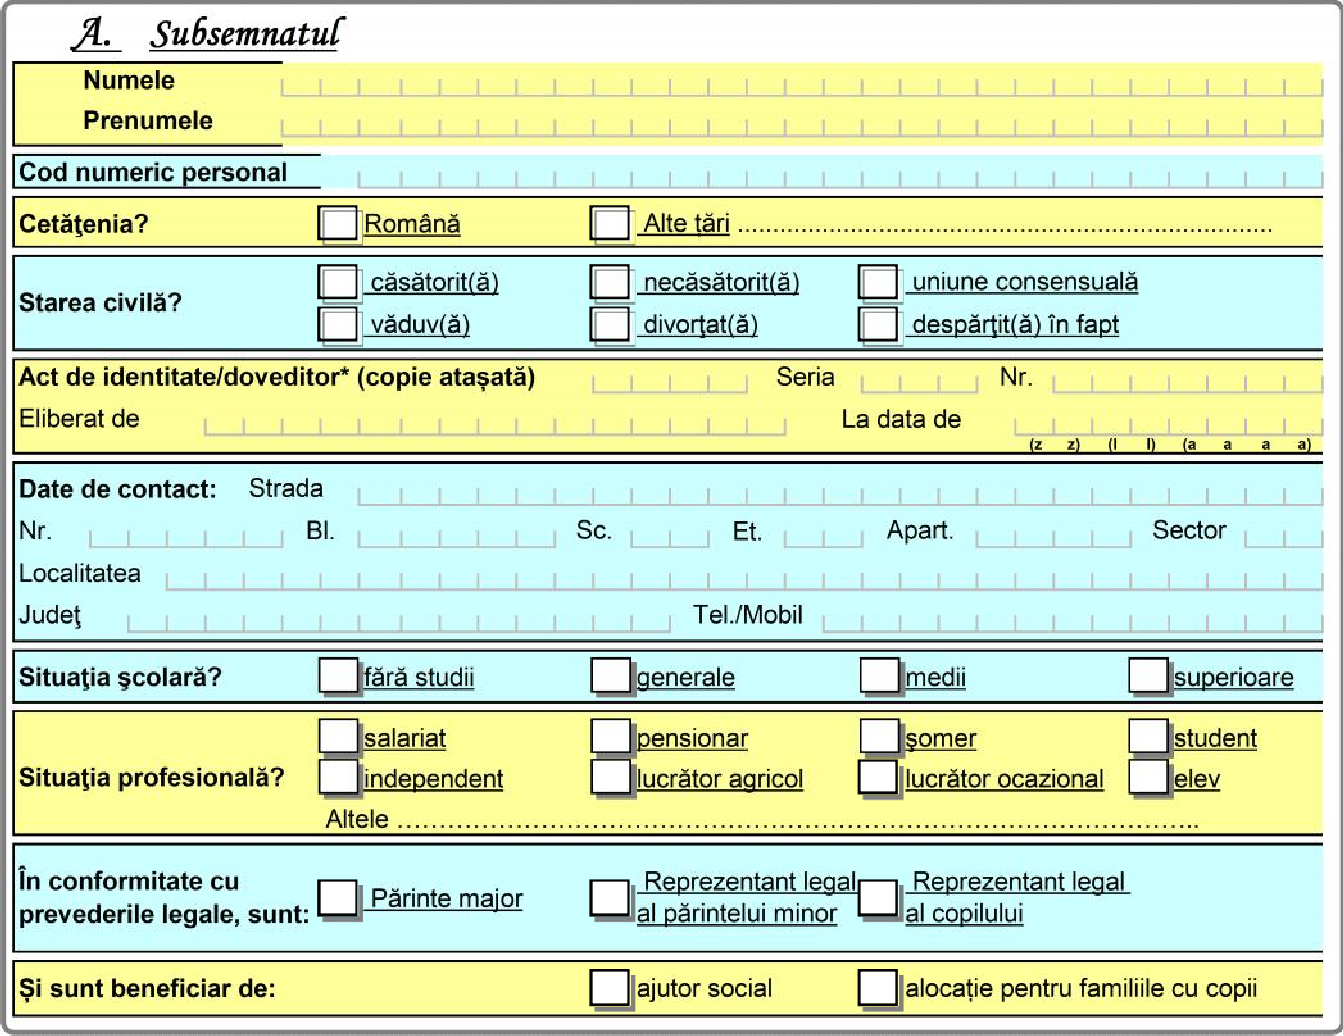 A. Subsemnatul
Numele
Prenumele
Cod numeric personal
Cetăţenia? Română Alte ţări ............................................................................
Starea civilă? căsătorit(ă) necăsătorit(ă) uniune consensuală
văduv(ă) divorţat(ă) despărţit(ă) în fapt
Act de identitate/doveditor* (copie ataşată) Seria Nr.
Eliberat de La data de
(z z) (l l) (a a a a)
Date de contact: Strada
Nr. Bl. Sc. Et. Apart. Sector
Localitatea
Judeţ Tel./Mobil
Situaţia şcolară? fără studii generale medii superioare
Situaţia profesională? salariat pensionar şomer student
independent lucrător agricol lucrător ocazional elev
Altele ……………………………………………………………………………..
În conformitate cu prevederile legale, sunt: Părinte major Reprezentant legal al părintelui minor Reprezentant legal al copilului
Și sunt beneficiar de: ajutor social alocație pentru familiile cu copii